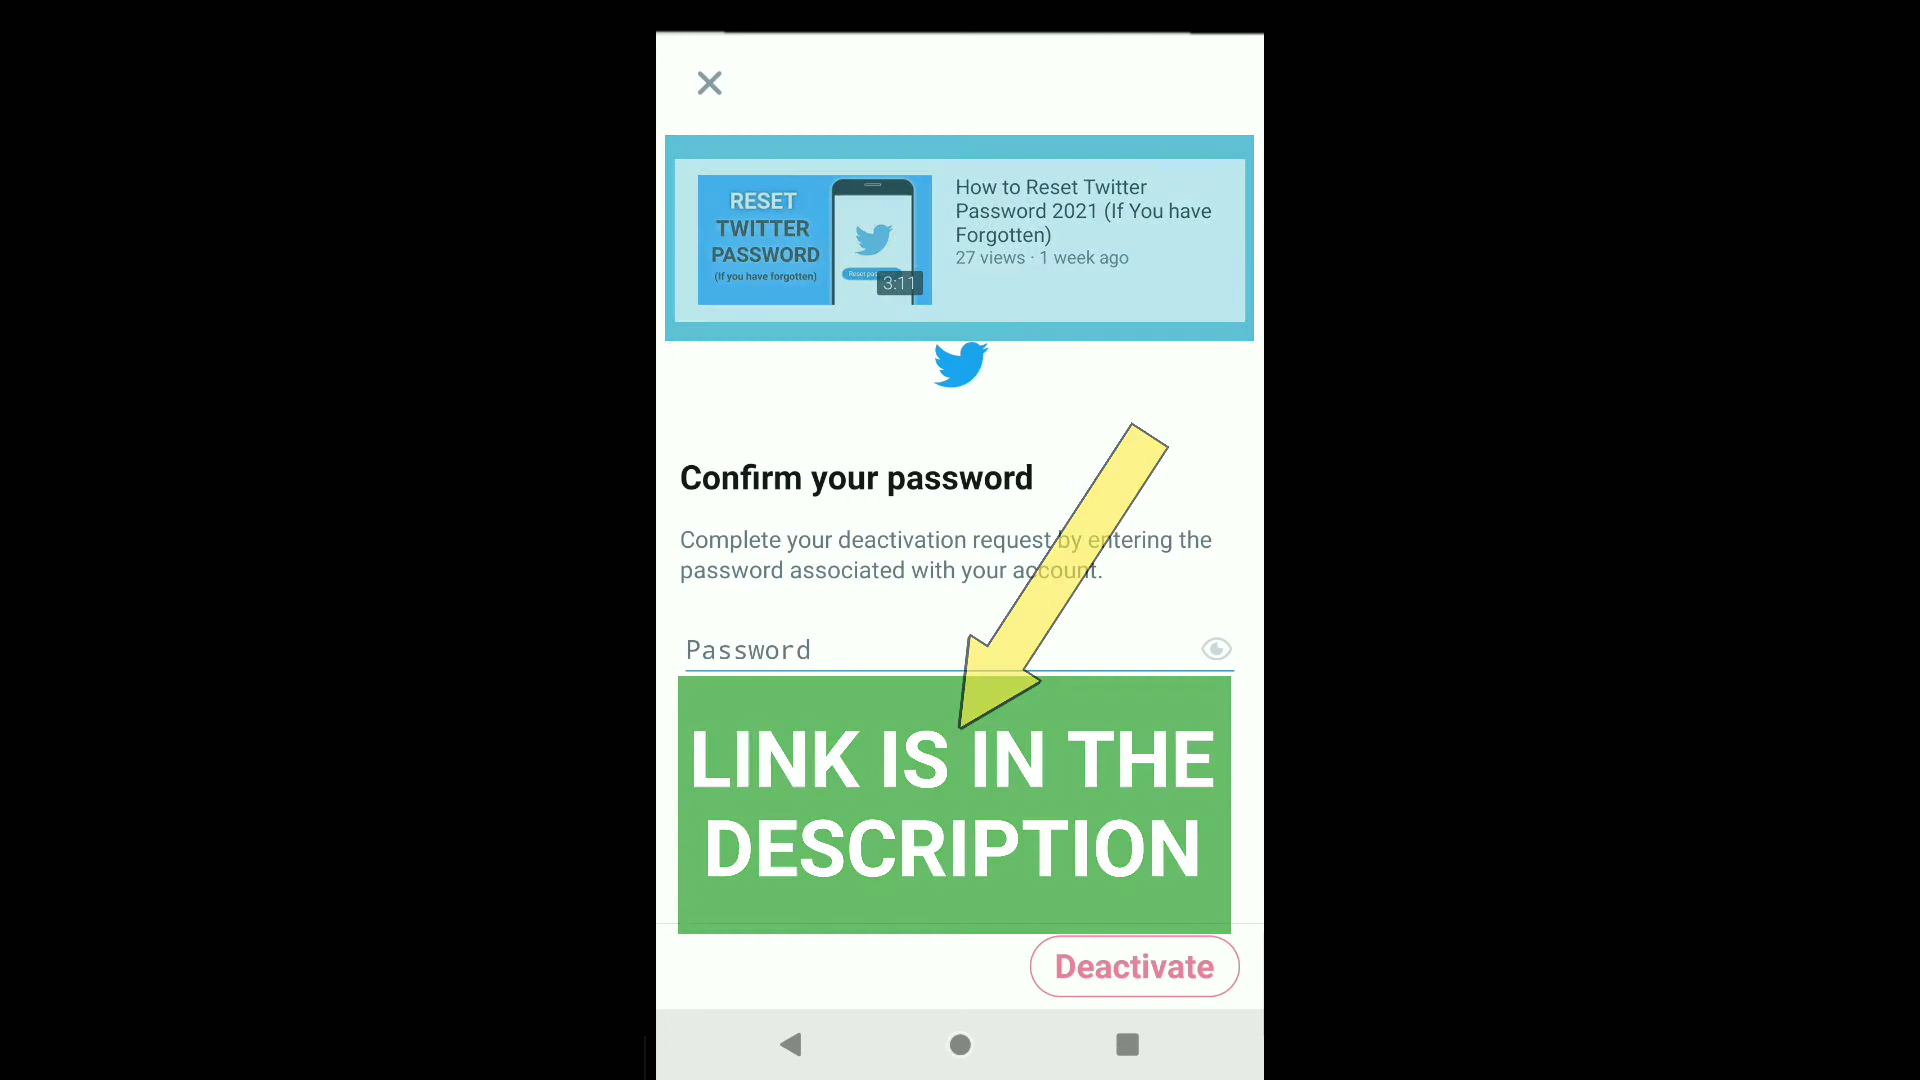 RESET
TWITTER
PASSWORD
(If you have forgotten)
3:11
How to Reset Twitter
Password 2021 (If You have
Forgotten)
27 views · 1 week ago
Confirm your password
Complete your deactivation request by entering the
password associated with your account.
Password
LINK IS IN THE
DESCRIPTION
Deactivate